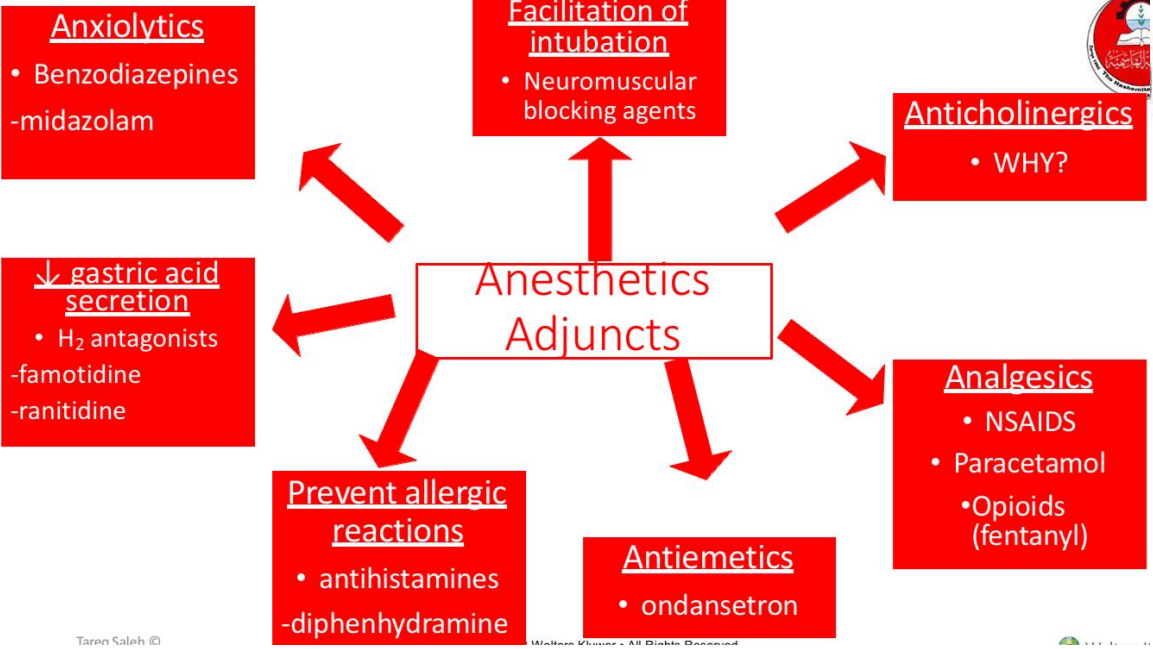 Anxiolytics
• Benzodiazepines
-midazolam
Facilitation of
intubation
• Neuromuscular
blocking agents
Anticholinergics
• WHY?
↓ gastric acid
secretion
• H₂ antagonists
-famotidine
-ranitidine
Anesthetics
Adjuncts
Analgesics
• NSAIDS
• Paracetamol
•Opioids
(fentanyl)
Prevent allergic
reactions
• antihistamines
-diphenhydramine
Antiemetics
• ondansetron
Tareq Saleh ©
Wolters Kluwer • All Rights Reserved